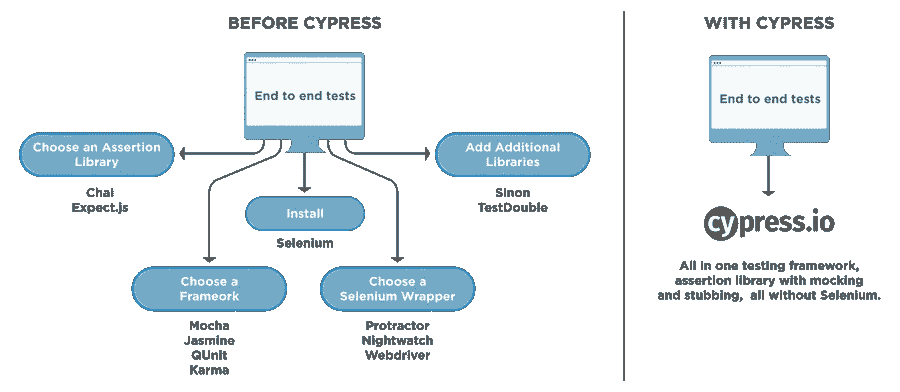 BEFORE CYPRESS
End to end tests
Choose an Assertion
Library
Chai
Expect.js
Add Additional
Libraries
Sinon
TestDouble
Install
Selenium
Choose a
Frameork
Mocha
Jasmine
QUnit
Karma
Choose a
Selenium Wrapper
Protractor
Nightwatch
Webdriver
WITH CYPRESS
End to end tests
cypress.io
All in one testing framework,
assertion library with mocking
and stubbing, all without Selenium.